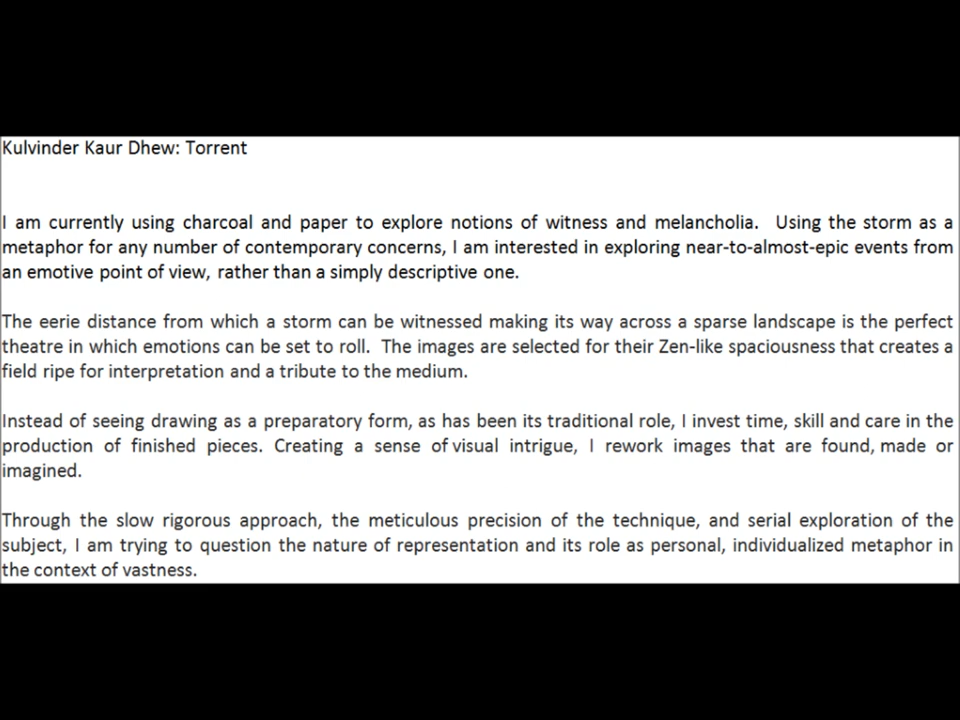 Kulvinder Kaur Dhew: Torrent
I am currently using charcoal and paper to explore notions of witness and melancholia. Using the storm as a
metaphor for any number of contemporary concerns, I am interested in exploring near-to-almost-epic events from
an emotive point of view, rather than a simply descriptive one.
The eerie distance from which a storm can be witnessed making its way across a sparse landscape is the perfect
theatre in which emotions can be set to roll. The images are selected for their Zen-like spaciousness that creates a
field ripe for interpretation and a tribute to the medium.
Instead of seeing drawing as a preparatory form, as has been its traditional role, I invest time, skill and care in the
production of finished pieces. Creating a sense of visual intrigue, I rework images that are found, made or
imagined.
Through the slow rigorous approach, the meticulous precision of the technique, and serial exploration of the
subject, I am trying to question the nature of representation and its role as personal, individualized metaphor in
the context of vastness.